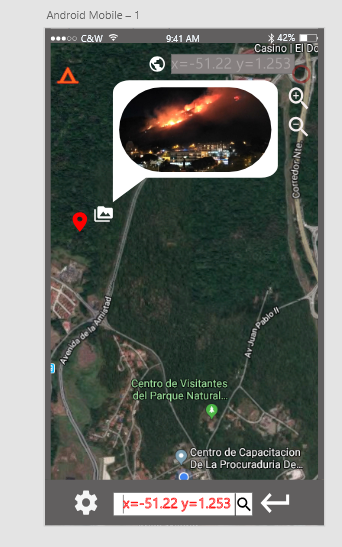 Android Mobile – 1
C&W 9:41 AM 42%
Casino | El Do
x=-51.22 y=1.253
Corredor Nte.
Avenida de la Amistad
Av Juan Pablo II
Centro de Visitantes
del Parque Natural...
Centro de Capacitacion
De La Procuraduria De...
x=-51.22 y=1.253